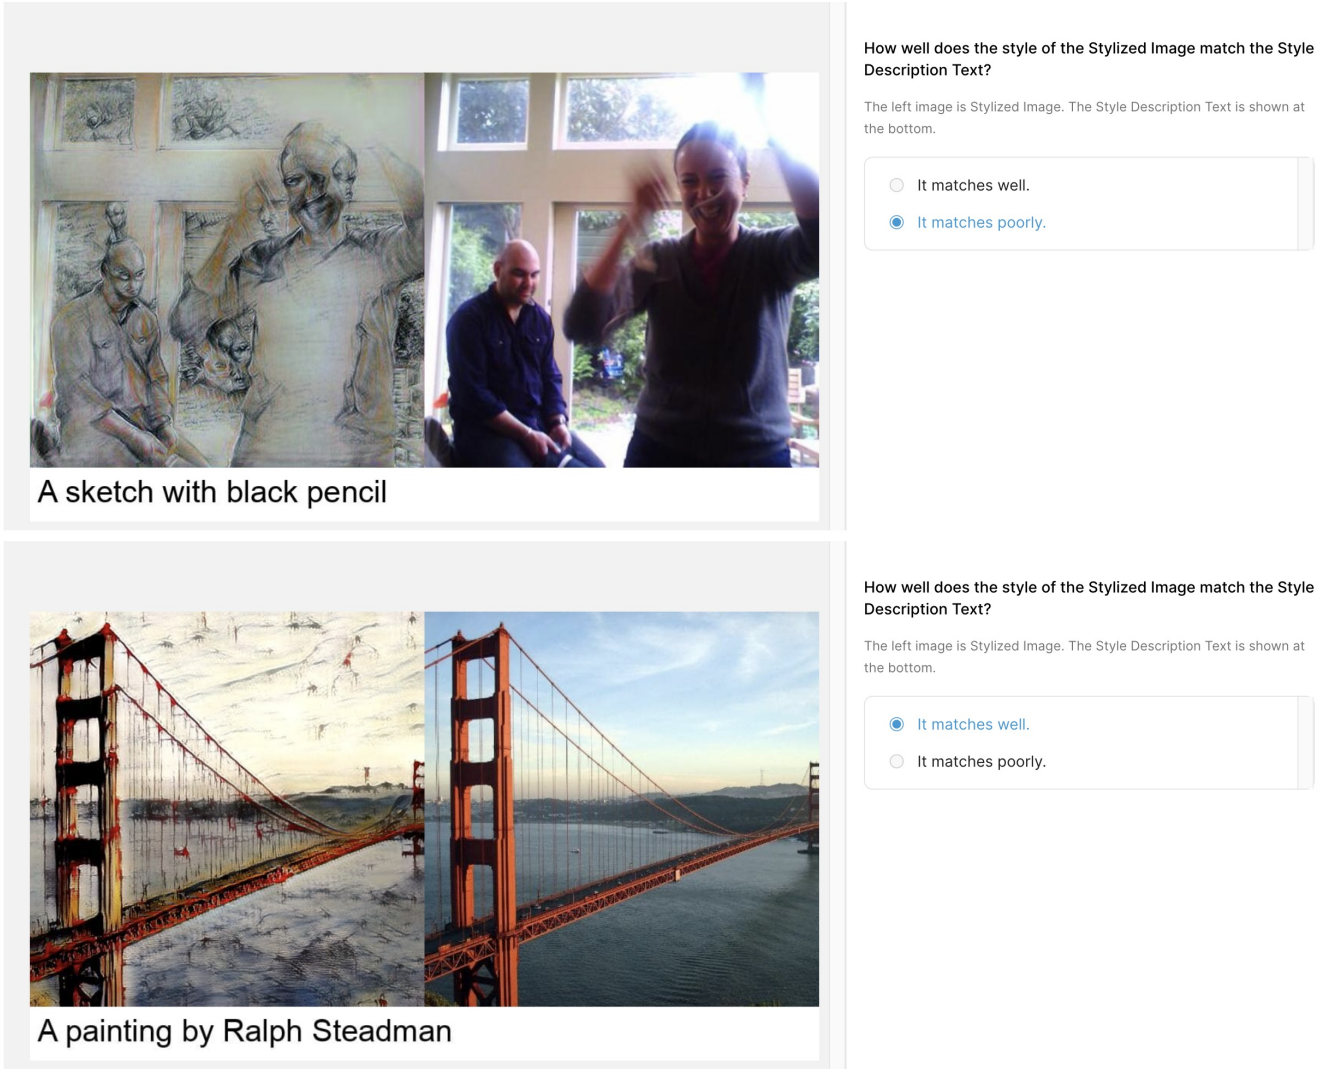 How well does the style of the Stylized Image match the Style
Description Text?
The left image is Stylized Image. The Style Description Text is shown at
the bottom.
It matches well.
It matches poorly.
A sketch with black pencil
How well does the style of the Stylized Image match the Style
Description Text?
The left image is Stylized Image. The Style Description Text is shown at
the bottom.
It matches well.
It matches poorly.
A painting by Ralph Steadman